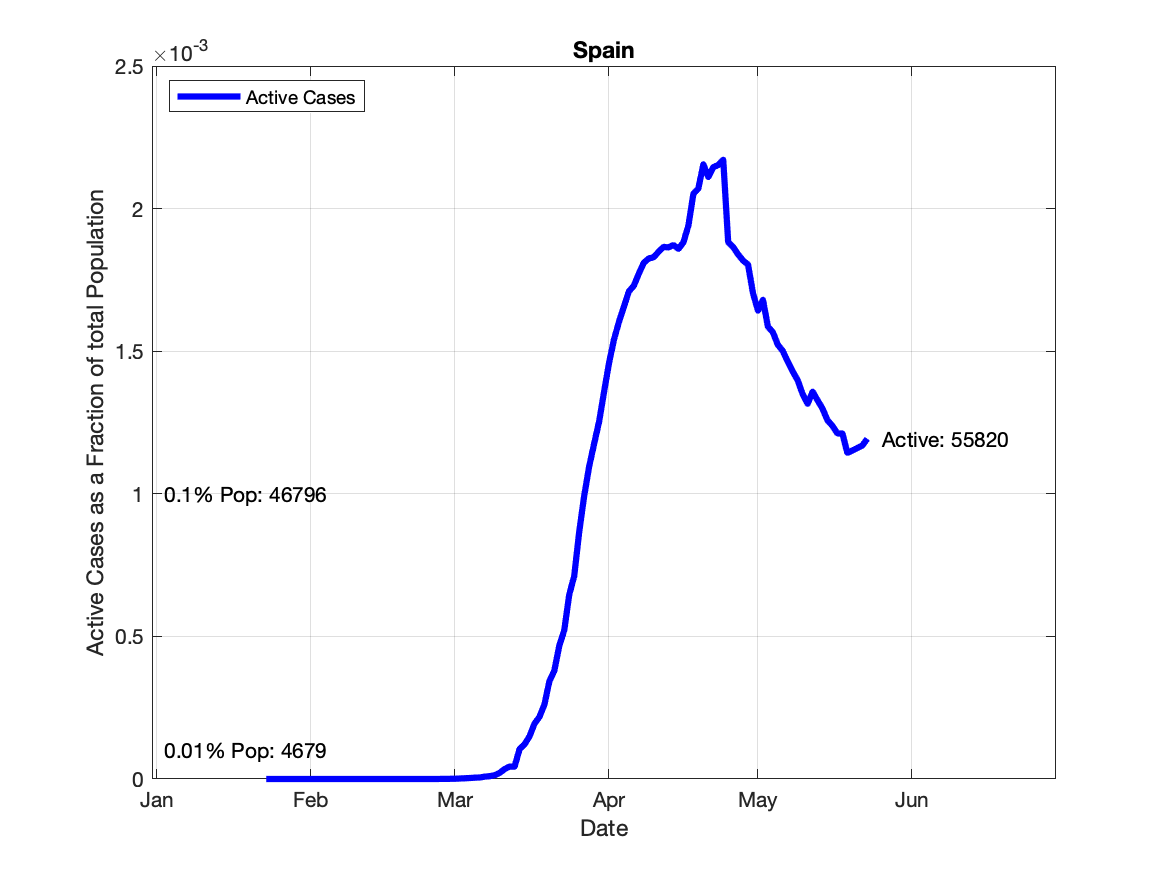 Spain
×10-3
2.5
2
1.5
1
0.5
0
Active Cases
0.1% Pop: 46796
0.01% Pop: 4679
Active: 55820
Active Cases as a Fraction of total Population
Jan Feb Mar Apr May Jun
Date